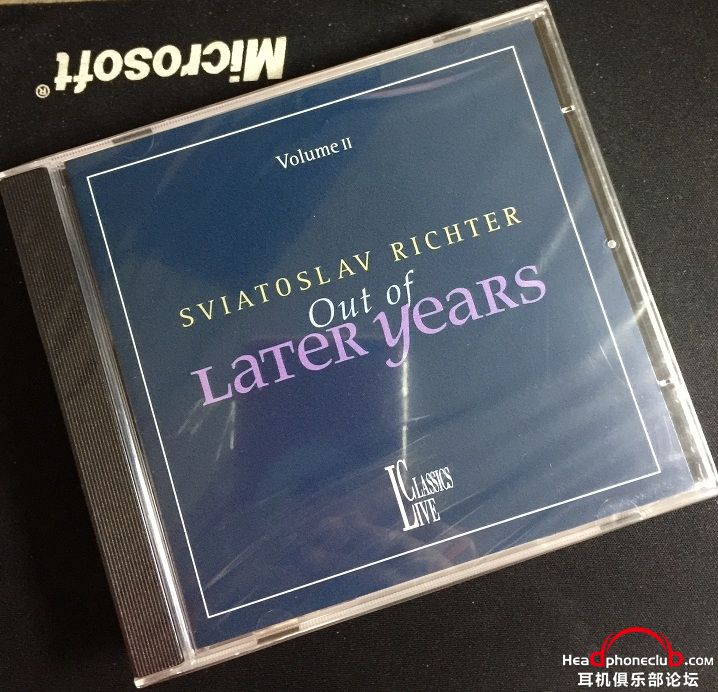 Microsoft®
Volume II
SVIATOSLAV RICHTER
Out of
LaTeR yeaRS
LIVE CLASSICS
Headphoneclub.com
耳机俱乐部论坛